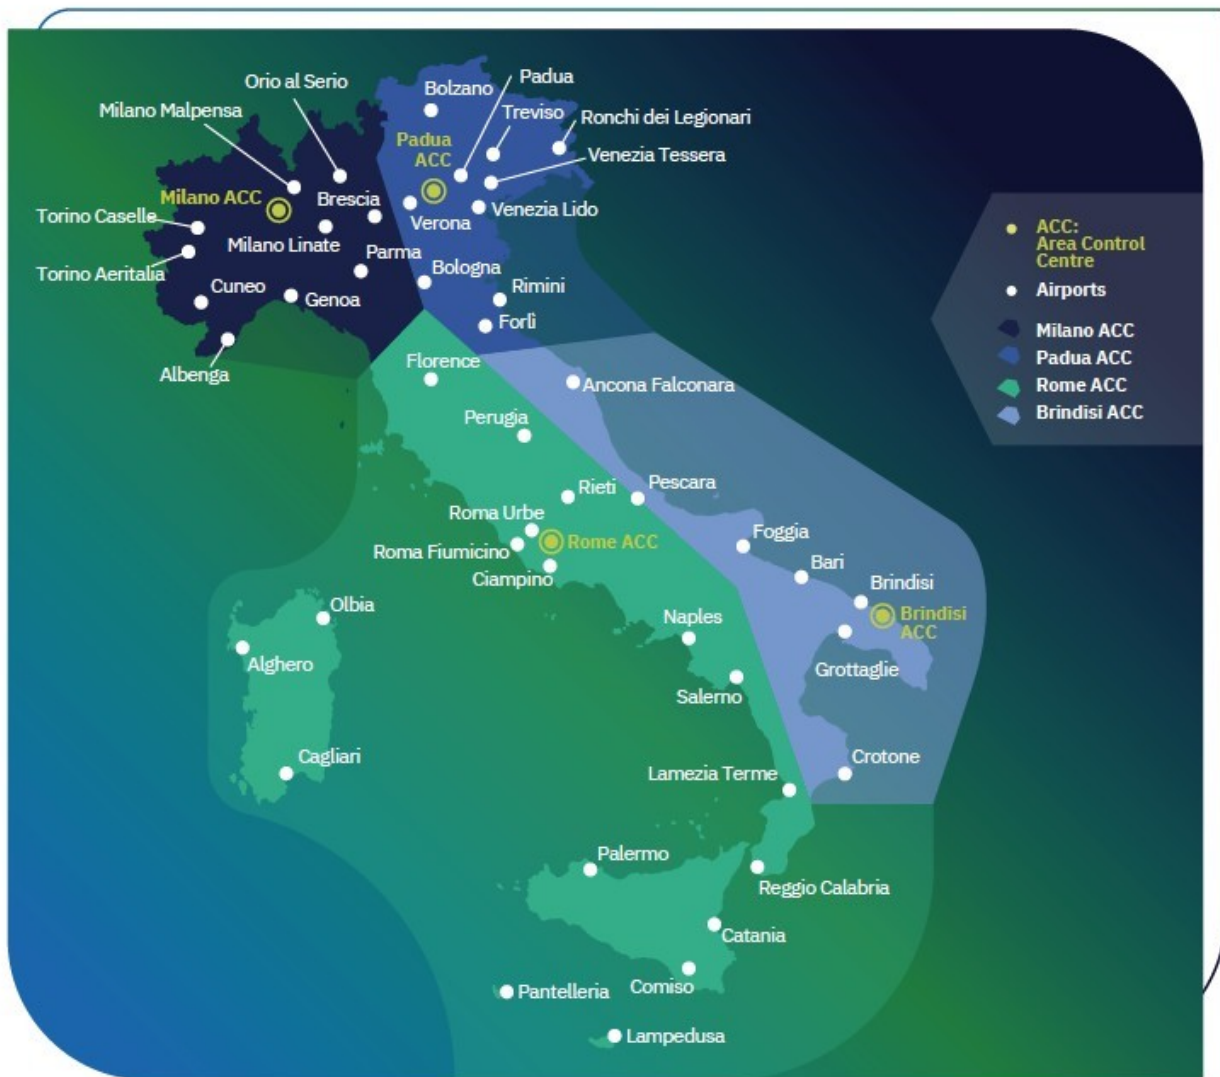 Orio al Serio
Milano Malpensa
Bolzano
Padua
Treviso
Ronchi dei Legionari
Padua
ACC
Venezia Tessera
Milano ACC
Brescia
Torino Caselle
Verona
Venezia Lido
Milano Linate
Parma
Torino Aeritalia
Bologna
Cuneo
Genoa
Rimini
Forlì
Albenga
Florence
Ancona Falconara
Perugia
Rieti
Pescara
Roma Urbe
Roma Fiumicino
Rome ACC
Foggia
Ciampino
Bari
Brindisi
Olbia
Naples
Brindisi
ACC
Alghero
Grottaglie
Salerno
Cagliari
Crotone
Lamezia Terme
Palermo
Reggio Calabria
Catania
Comiso
Pantelleria
Lampedusa
ACC:
Area Control
Centre
Airports
Milano ACC
Padua ACC
Rome ACC
Brindisi ACC